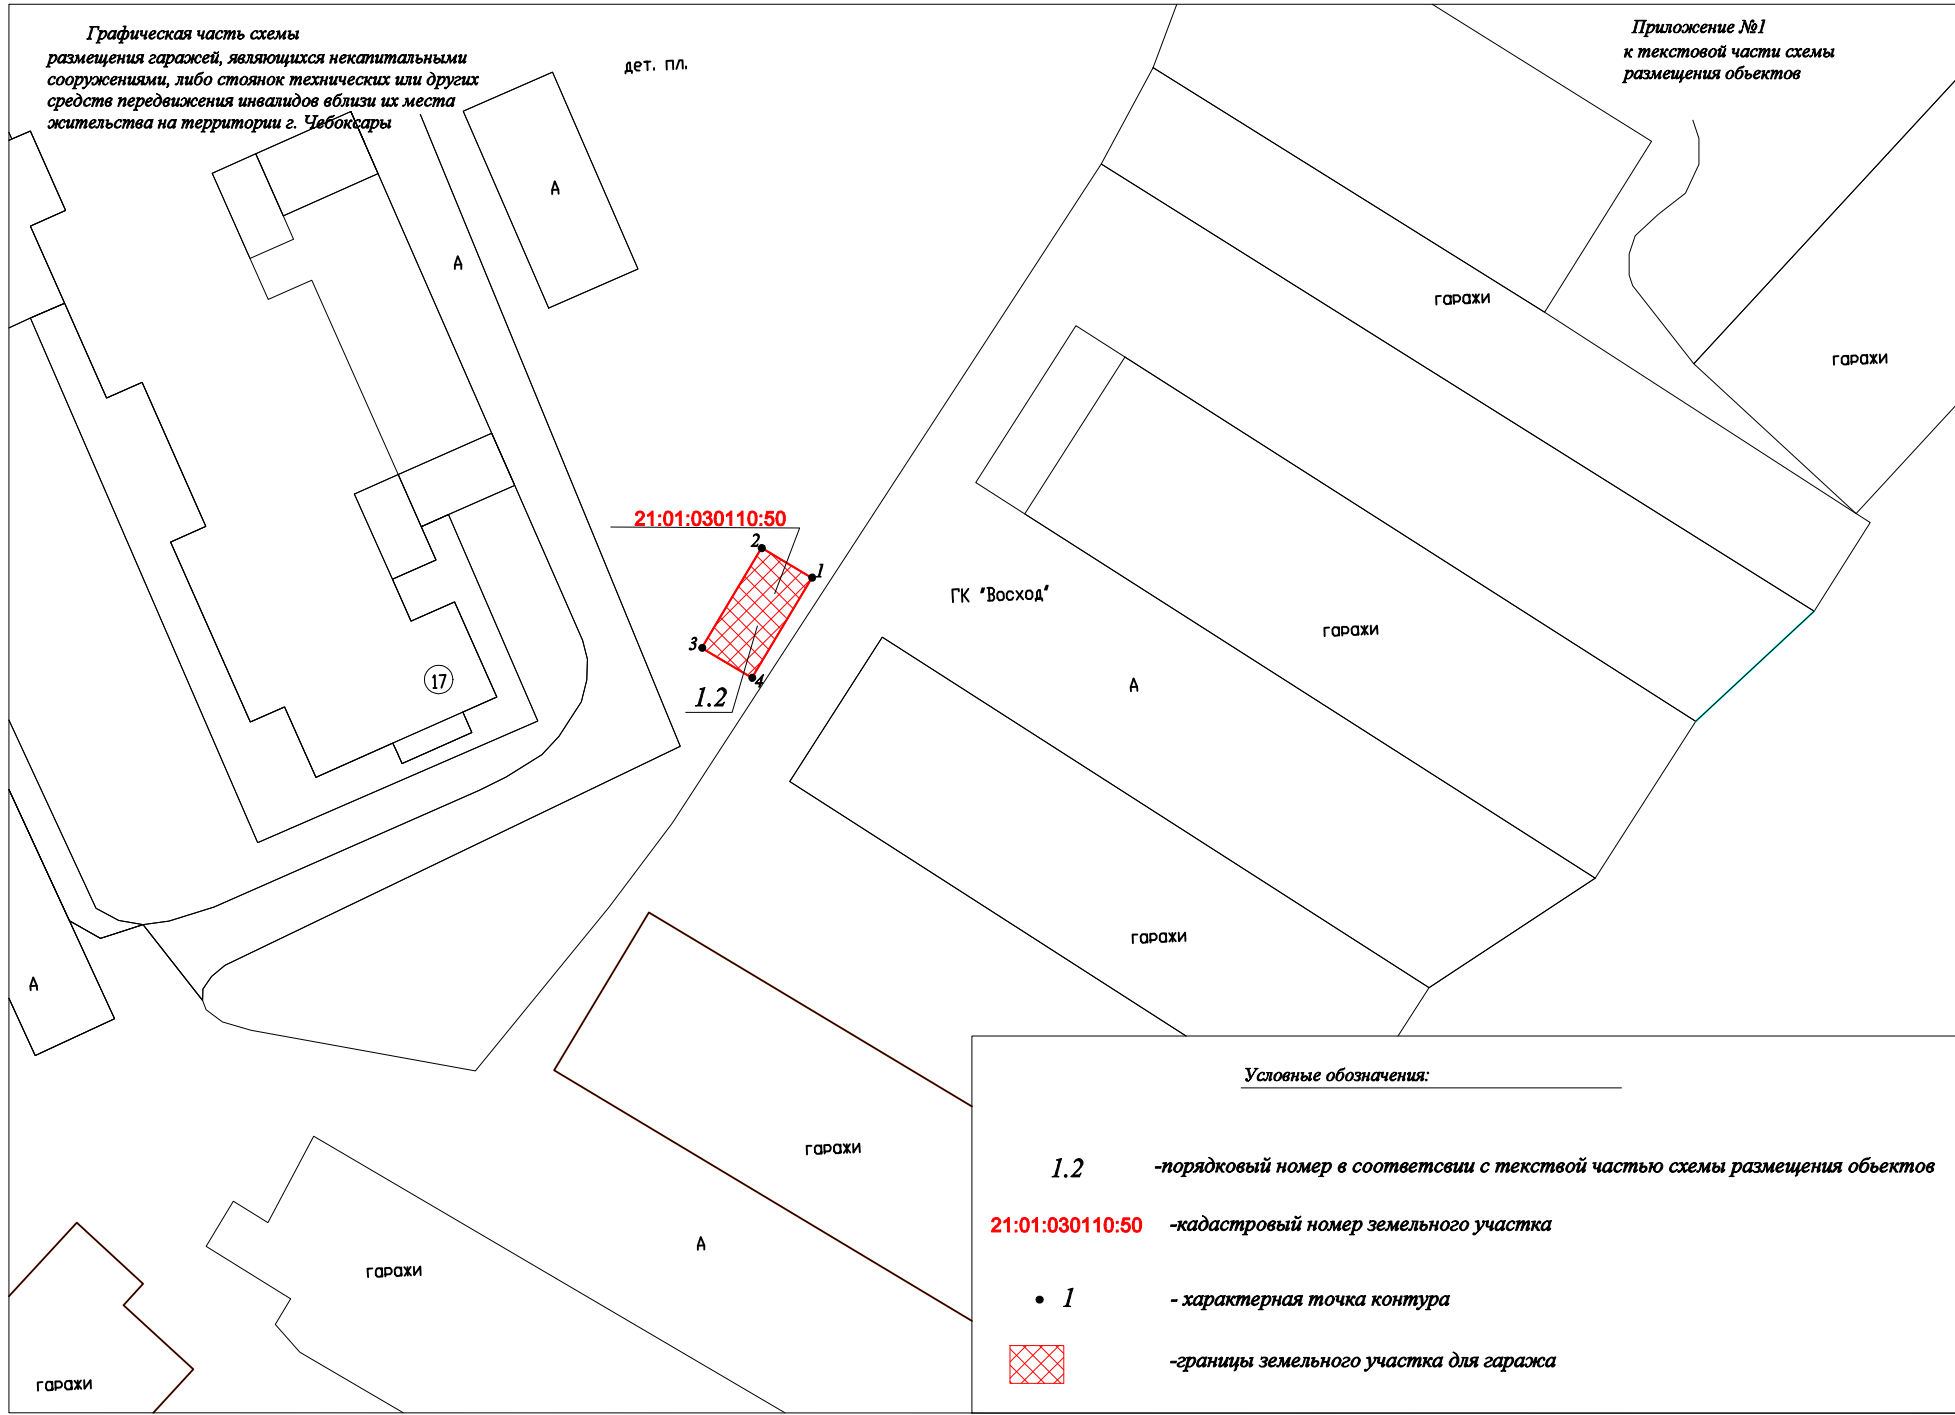 Графическая часть схемы
размещения гаражей, являющихся некапитальными
сооружениями, либо стоянок технических или других
средств передвижения инвалидов вблизи их места
жительства на территории г. Чебоксары
Приложение №1
к текстовой части схемы
размещения объектов
дет. пл.
А
А
гаражи
гаражи
21:01:030110:50
2
1
3
4
1.2
ГК "Восход"
гаражи
17
А
гаражи
А
гаражи
А
гаражи
гаражи
Условные обозначения:
1.2 -порядковый номер в соответсвии с текствой частью схемы размещения объектов
21:01:030110:50 -кадастровый номер земельного участка
1 - характерная точка контура
-границы земельного участка для гаража